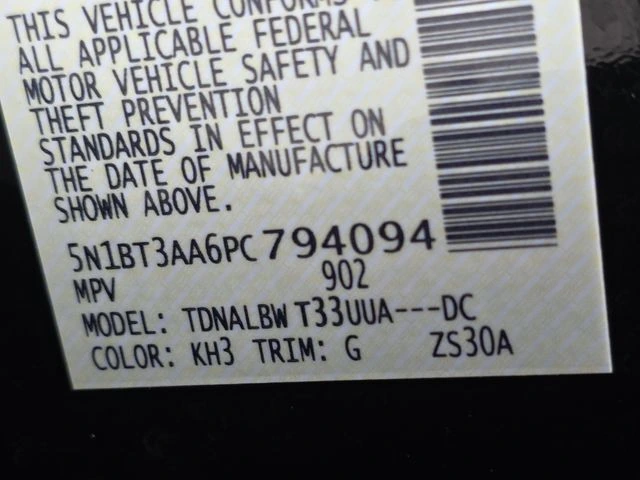 THIS VEHICLE CONFORMS
ALL APPLICABLE FEDERAL
MOTOR VEHICLE SAFETY AND
THEFT PREVENTION
STANDARDS IN EFFECT ON
THE DATE OF MANUFACTURE
SHOWN ABOVE.
5N1BT3AA6PC794094
MPV 902
MODEL: TDNALBW T33UUA---DC
COLOR: KH3 TRIM: G ZS30A